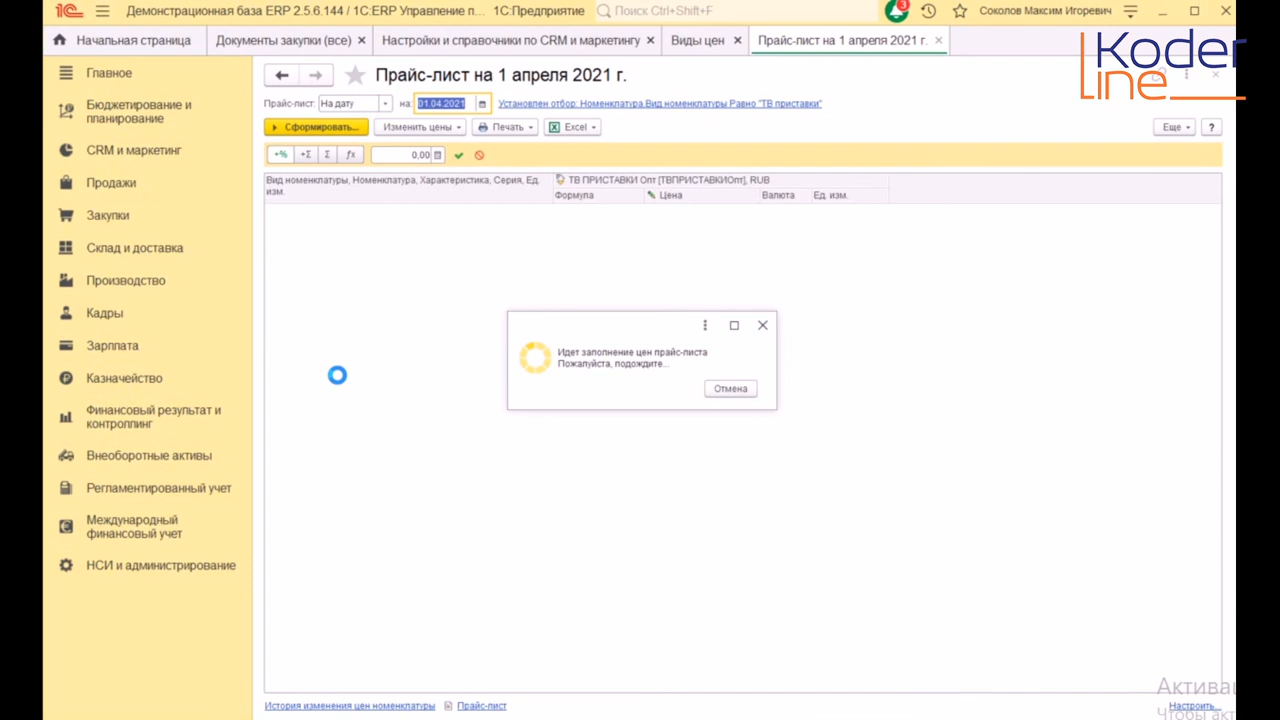 Демонстрационная база ERP 2.5.6.144 / 1С:ERP Управление п... 1С:Предприятие
Поиск Ctrl+Shift+F
3
Соколов Максим Игоревич
Начальная страница
Документы закупки (все)
Настройки и справочники по CRM и маркетингу
Виды цен
Прайс-лист на 1 апреля 2021 г.
Koder
line
Главное
Бюджетирование и
планирование
CRM и маркетинг
Продажи
Закупки
Склад и доставка
Производство
Кадры
Зарплата
Казначейство
Финансовый результат и
контроллинг
Внеоборотные активы
Регламентированный учет
Международный
финансовый учет
НСИ и администрирование
Прайс-лист на 1 апреля 2021 г.
Прайс-лист: На дату на: 01.04.2021 Установлен отбор: Номенклатура.Вид номенклатуры Равно "ТВ приставки"
Сформировать... Изменить цены Печать Excel Еще ?
+% +Σ Σ ƒx 0,00
Вид номенклатуры, Номенклатура, Характеристика, Серия, Ед.
изм.
ТВ ПРИСТАВКИ Опт [ТВПРИСТАВКИОпт], RUB
Формула Цена Валюта Ед. изм.
Идет заполнение цен прайс-листа
Пожалуйста, подождите...
Отмена
История изменения цен номенклатуры Прайс-лист
Настроить...